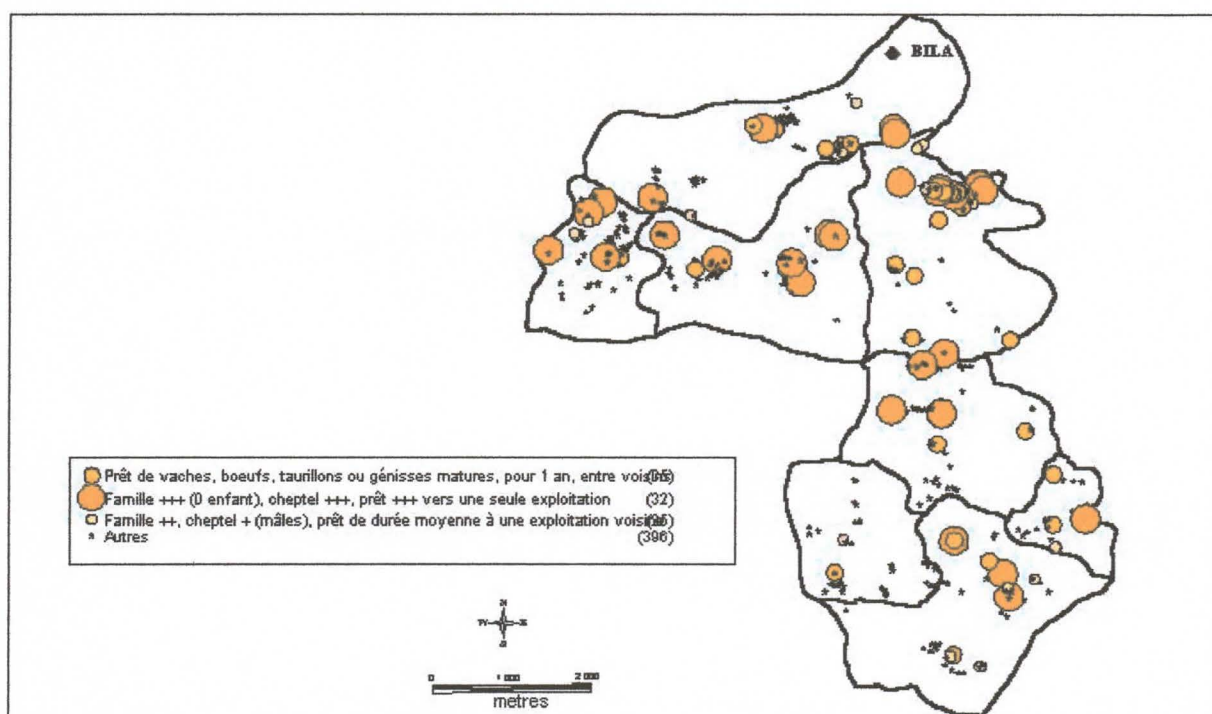 BILA
Prêt de vaches, boeufs, taurillons ou génisses matures, pour 1 an, entre voisins
Famille +++ (0 enfant), cheptel +++, prêt +++ vers une seule exploitation (32)
Famille ++, cheptel + (mâles), prêt de durée moyenne à une exploitation
Autres (396)
0 1 000 2 000
metres